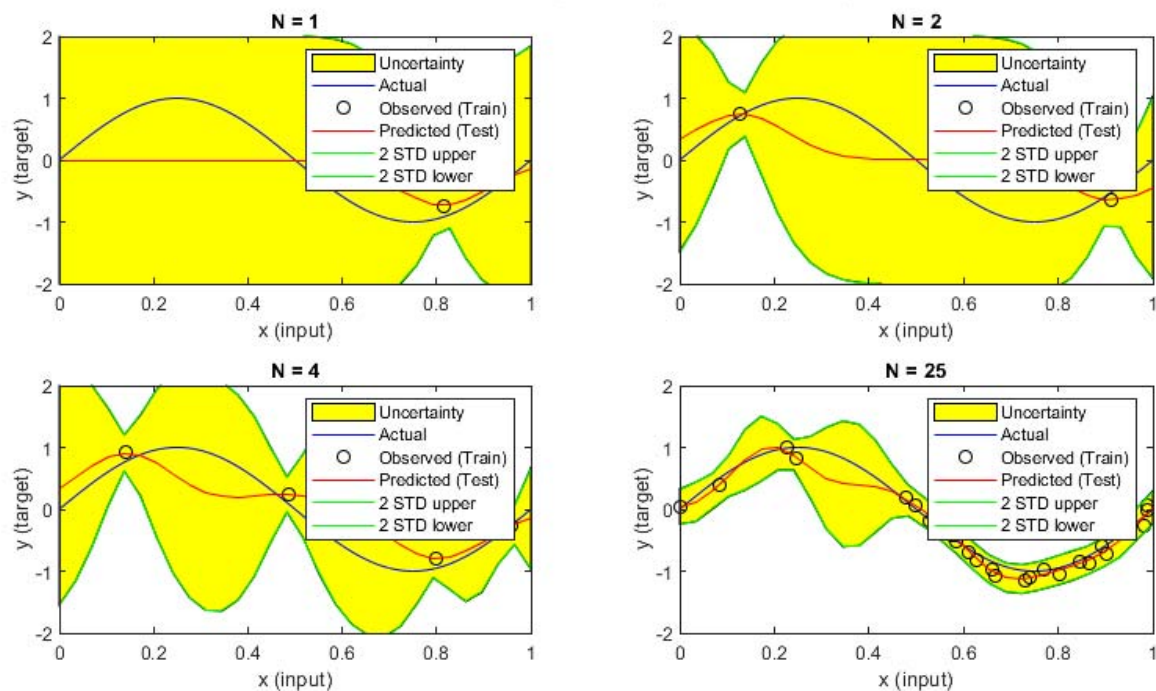 N = 1
2
1
0
-1
-2
y (target)
Uncertainty
Actual
Observed (Train)
Predicted (Test)
2 STD upper
2 STD lower
0 0.2 0.4 0.6 0.8 1
x (input)
N = 2
2
1
0
-1
-2
y (target)
Uncertainty
Actual
Observed (Train)
Predicted (Test)
2 STD upper
2 STD lower
0 0.2 0.4 0.6 0.8 1
x (input)
N = 4
2
1
0
-1
-2
y (target)
Uncertainty
Actual
Observed (Train)
Predicted (Test)
2 STD upper
2 STD lower
0 0.2 0.4 0.6 0.8 1
x (input)
N = 25
2
1
0
-1
-2
y (target)
Uncertainty
Actual
Observed (Train)
Predicted (Test)
2 STD upper
2 STD lower
0 0.2 0.4 0.6 0.8 1
x (input)